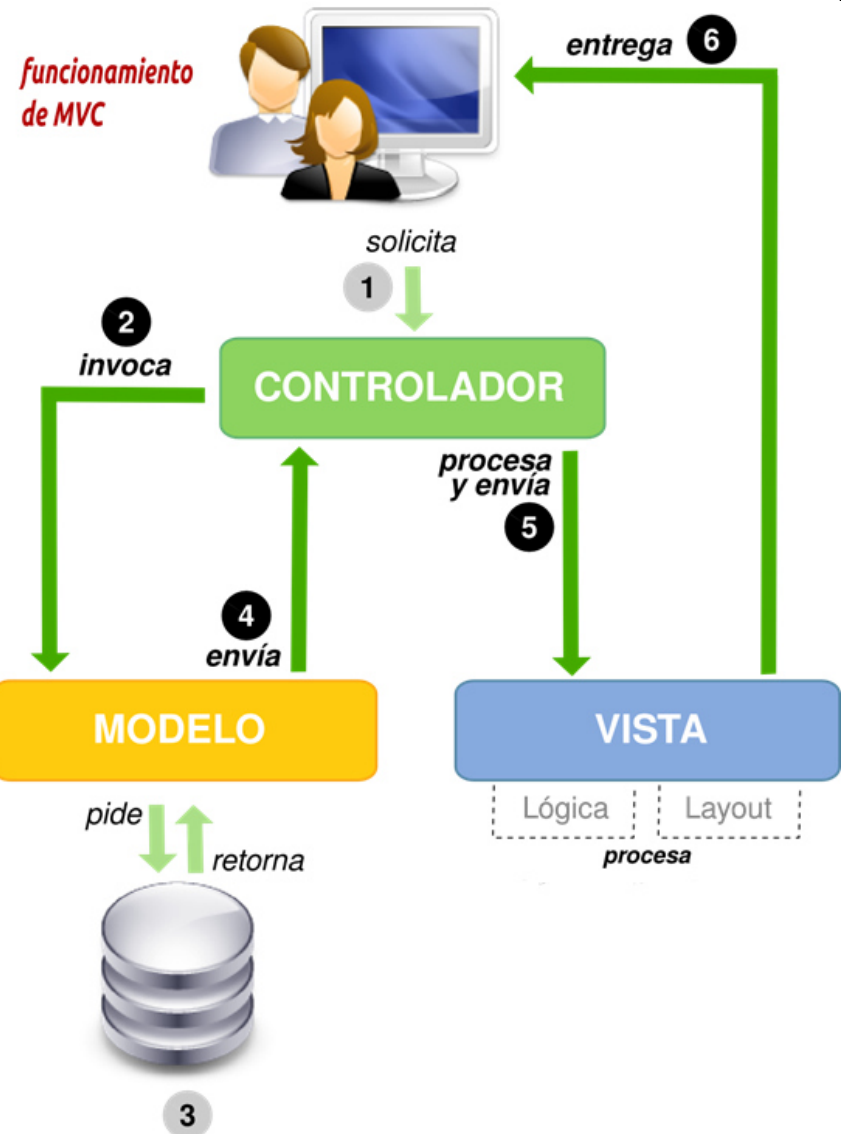 funcionamiento
de MVC
entrega 6
solicita
1
2
invoca
CONTROLADOR
procesa
y envía
5
4
envía
MODELO
VISTA
pide
retorna
Lógica
Layout
procesa
3